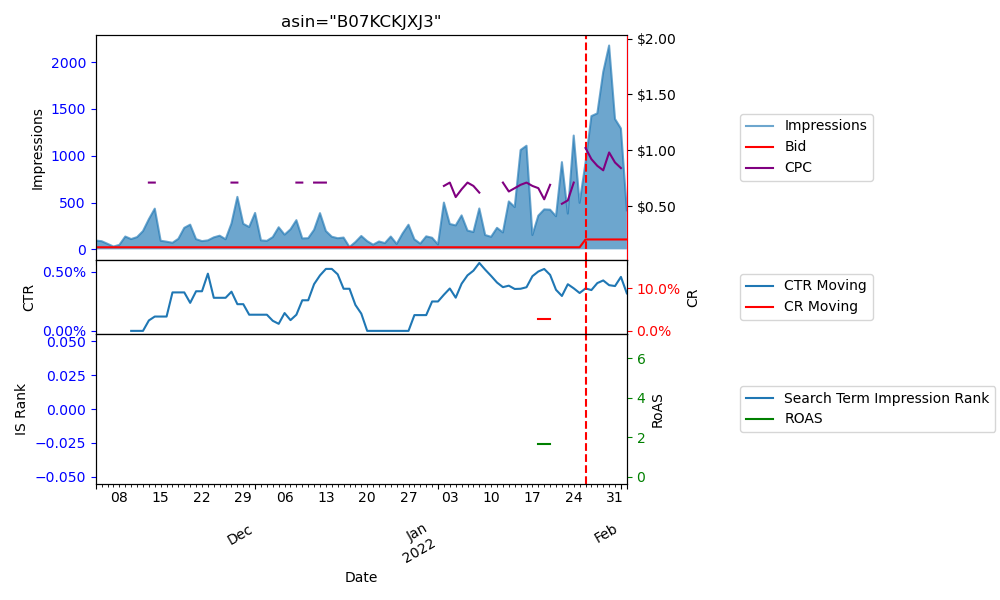 asin="B07KCKJXJ3"
2000
1500
1000
500
0
Impressions
$2.00
$1.50
$1.00
$0.50
Impressions
Bid
CPC
0.50%
0.00%
CTR
10.0%
0.0%
CR
CTR Moving
CR Moving
0.050
0.025
0.000
−0.025
−0.050
IS Rank
6
4
2
0
RoAS
Search Term Impression Rank
ROAS
08 15 22 29 06 13 20 27 03 10 17 24 31
Dec Jan Feb
2022
Date